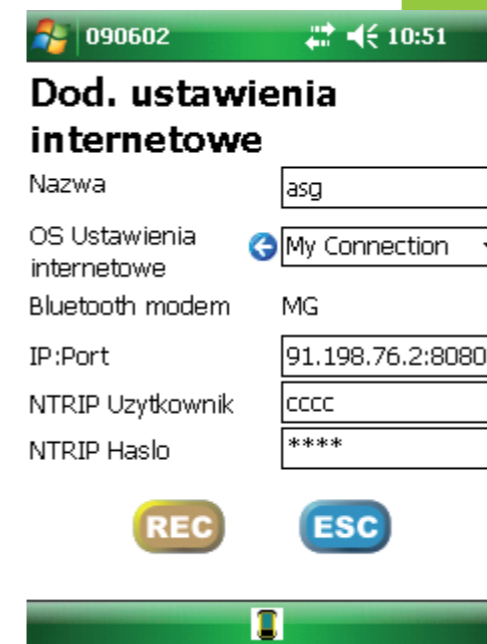 090602 10:51
Dod. ustawienia
internetowe
Nazwa asg
OS Ustawienia
internetowe My Connection
Bluetooth modem MG
IP:Port 91.198.76.2:8080
NTRIP Uzytkownik cccc
NTRIP Haslo ****
REC ESC